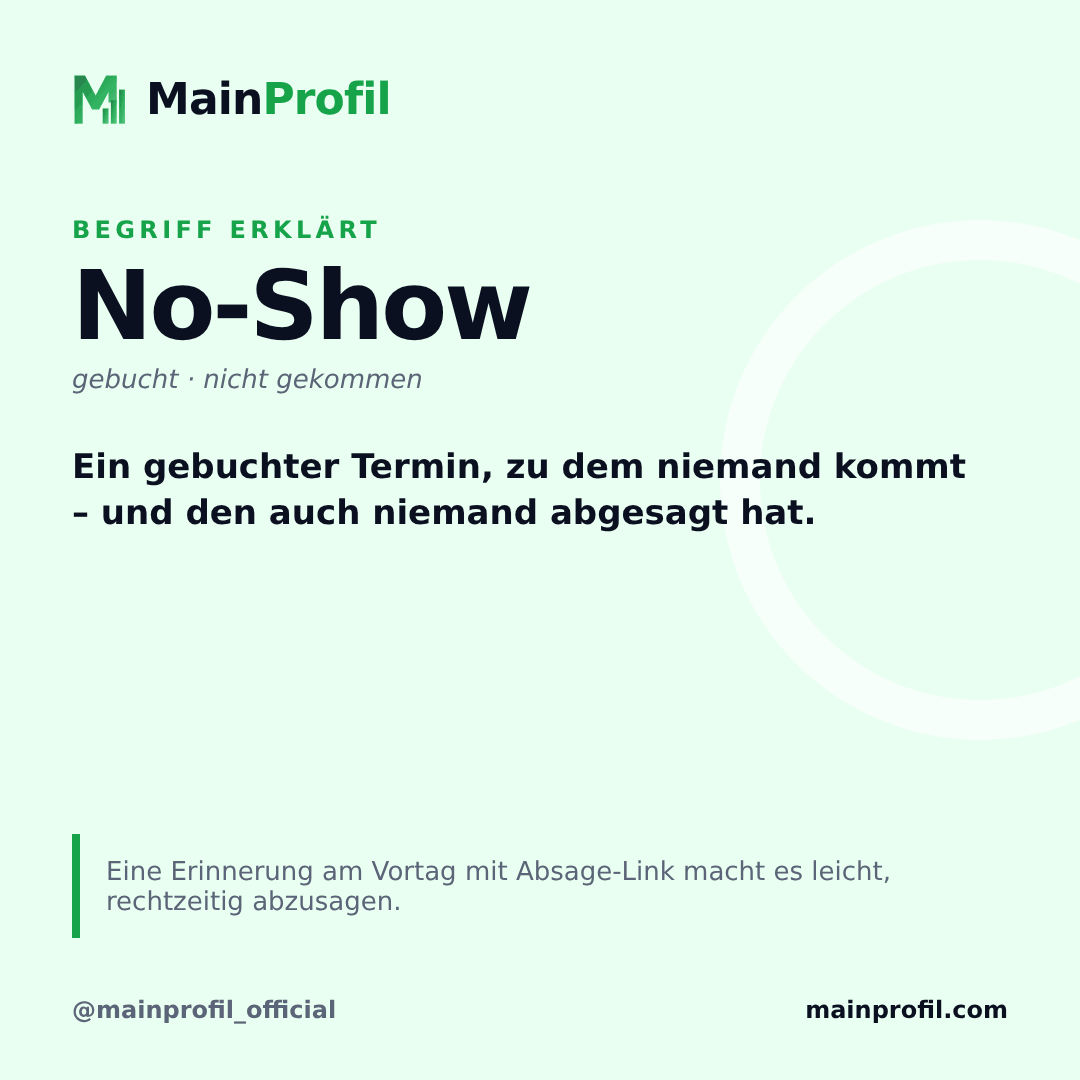 MainProfil
BEGRIFF ERKLÄRT
No-Show
gebucht · nicht gekommen
Ein gebuchter Termin, zu dem niemand kommt
– und den auch niemand abgesagt hat.
Eine Erinnerung am Vortag mit Absage-Link macht es leicht,
rechtzeitig abzusagen.
@mainprofil_official
mainprofil.com